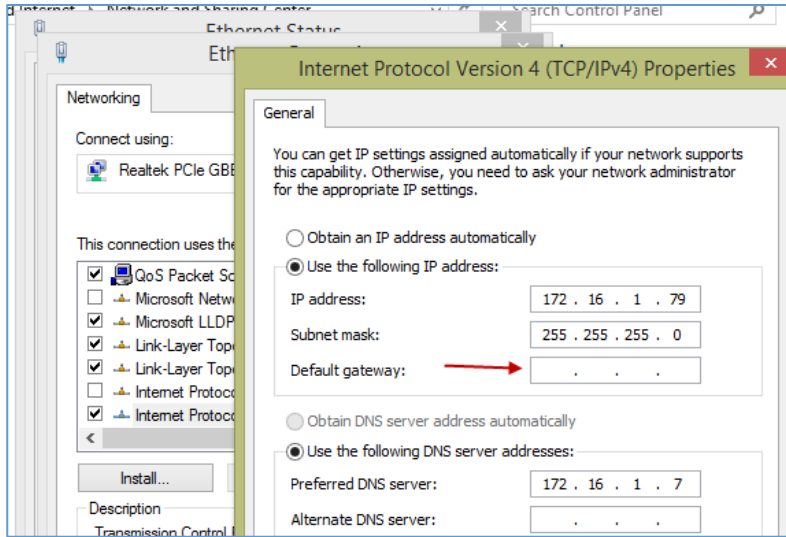 d Internet Network and Sharing Center
Search Control Panel
Ethernet Status
Internet Protocol Version 4 (TCP/IPv4) Properties
Networking
Connect using:
Realtek PCIe GBE
This connection uses the
QoS Packet Sc
Microsoft Netw
Microsoft LLDP
Link-Layer Topo
Link-Layer Topo
Internet Protoco
Internet Protoco
Install...
Description
Transmission Control
General
You can get IP settings assigned automatically if your network supports
this capability. Otherwise, you need to ask your network administrator
for the appropriate IP settings.
Obtain an IP address automatically
Use the following IP address:
IP address: 172 . 16 . 1 . 79
Subnet mask: 255 . 255 . 255 . 0
Default gateway: . . .
Obtain DNS server address automatically
Use the following DNS server addresses:
Preferred DNS server: 172 . 16 . 1 . 7
Alternate DNS server: . . .